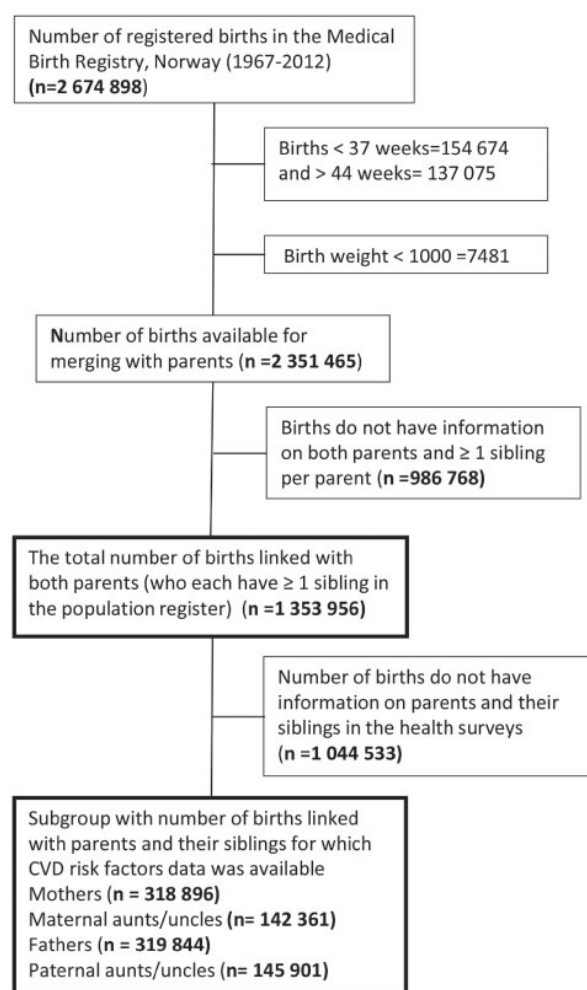 Number of registered births in the Medical
Birth Registry, Norway (1967-2012)
(n=2 674 898)
Births < 37 weeks=154 674
and > 44 weeks= 137 075
Birth weight < 1000 =7481
Number of births available for
merging with parents (n =2 351 465)
Births do not have information
on both parents and ≥ 1 sibling
per parent (n =986 768)
The total number of births linked with
both parents (who each have ≥ 1 sibling in
the population register) (n =1 353 956)
Number of births do not have
information on parents and their
siblings in the health surveys
(n =1 044 533)
Subgroup with number of births linked
with parents and their siblings for which
CVD risk factors data was available
Mothers (n = 318 896)
Maternal aunts/uncles (n= 142 361)
Fathers (n = 319 844)
Paternal aunts/uncles (n= 145 901)